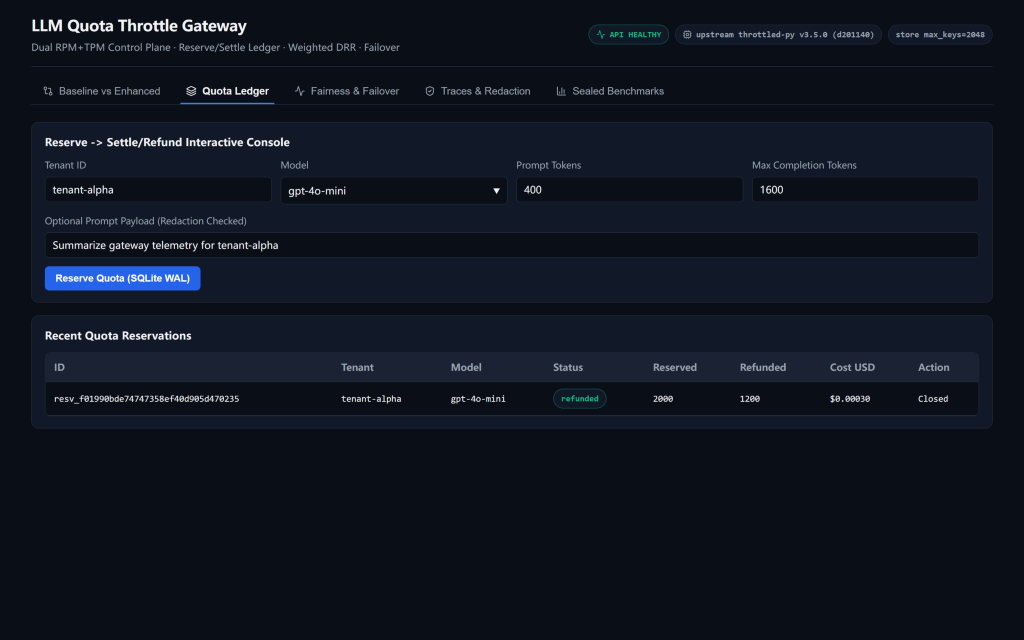 LLM Quota Throttle Gateway
Dual RPM+TPM Control Plane · Reserve/Settle Ledger · Weighted DRR · Failover
API HEALTHY
upstream throttled-py v3.5.0 (d201140)
store max_keys=2048
Baseline vs Enhanced
Quota Ledger
Fairness & Failover
Traces & Redaction
Sealed Benchmarks
Reserve -> Settle/Refund Interactive Console
Tenant ID
Model
Prompt Tokens
Max Completion Tokens
tenant-alpha
gpt-4o-mini
400
1600
Optional Prompt Payload (Redaction Checked)
Summarize gateway telemetry for tenant-alpha
Reserve Quota (SQLite WAL)
Recent Quota Reservations
ID Tenant Model Status Reserved Refunded Cost USD Action
resv_f01990bde74747358ef40d905d470235 tenant-alpha gpt-4o-mini refunded 2000 1200 $0.00030 Closed